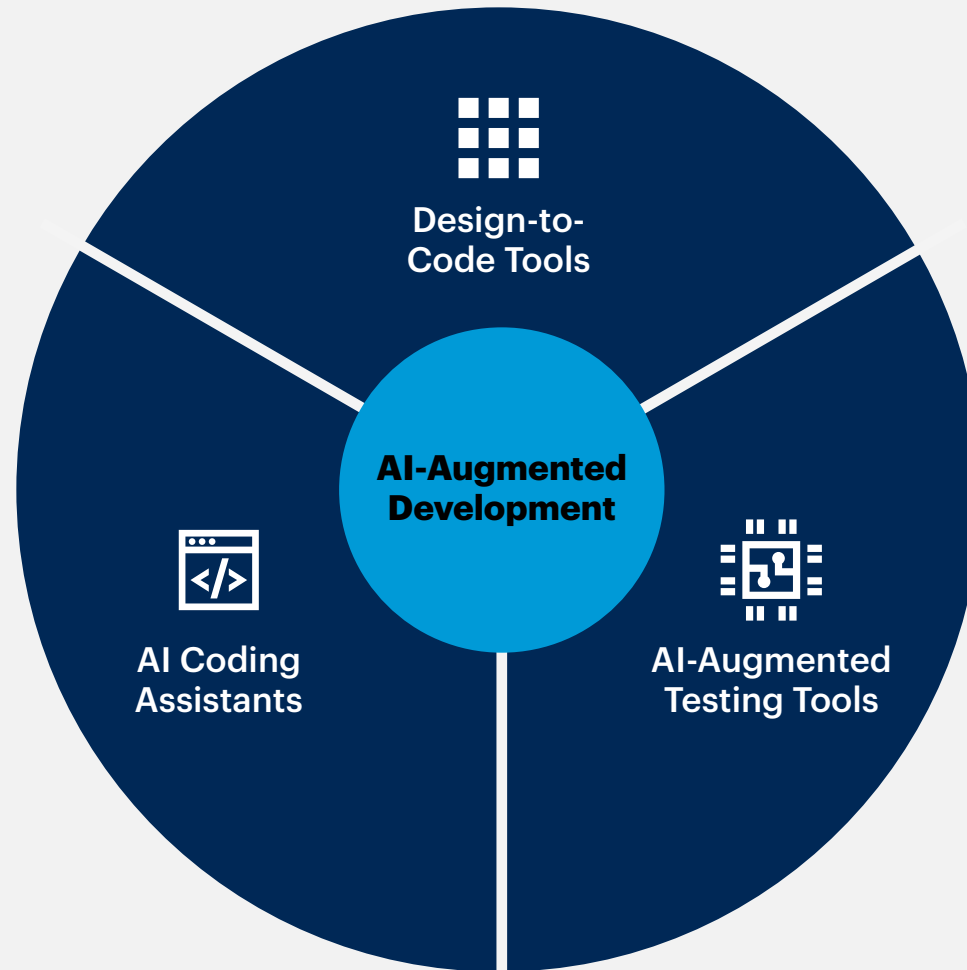 Design-to-
Code Tools
AI-Augmented
Development
</>
AI Coding
Assistants
AI-Augmented
Testing Tools